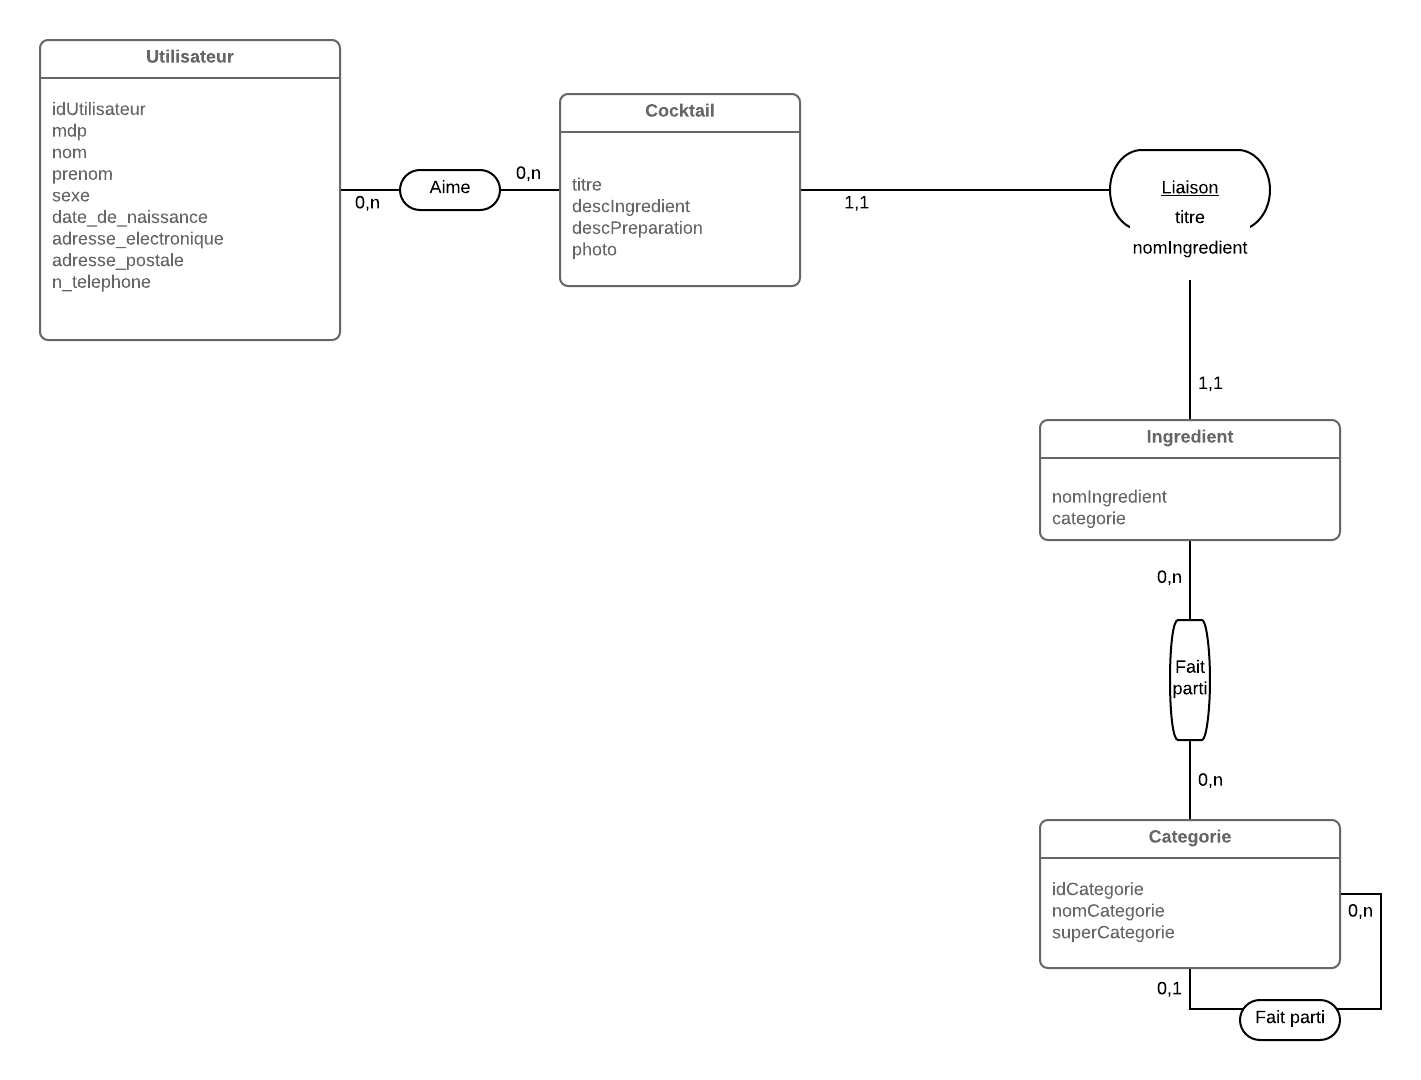 Utilisateur
idUtilisateur
mdp
nom
prenom
sexe
date_de_naissance
adresse_electronique
adresse_postale
n_telephone
0,n
Aime
0,n
Cocktail
titre
descIngredient
descPreparation
photo
1,1
Liaison
titre
nomIngredient
1,1
Ingredient
nomIngredient
categorie
0,n
Fait
parti
0,n
Categorie
idCategorie
nomCategorie
superCategorie
0,n
0,1
Fait parti